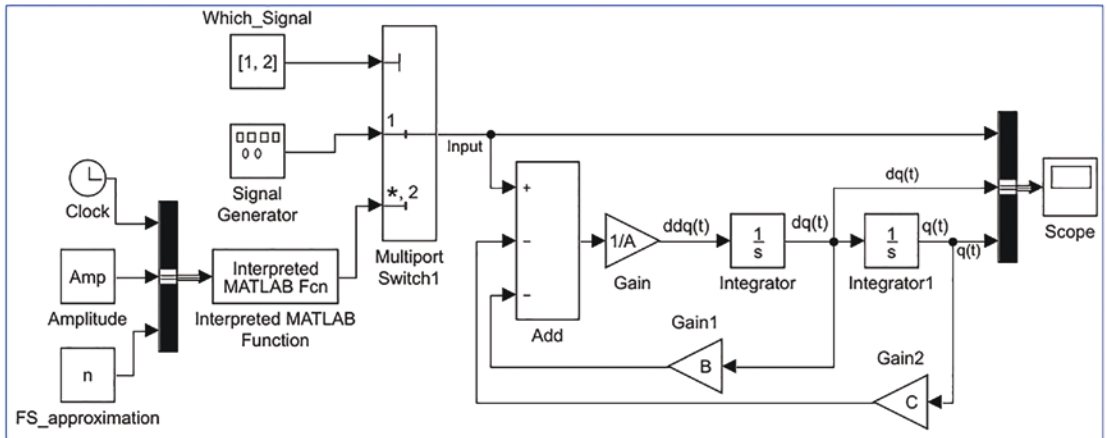 Which_Signal
[1, 2]
1
*, 2
Multiport
Switch1
Signal
Generator
Clock
Amp
Amplitude
n
FS_approximation
Interpreted
MATLAB Fcn
Interpreted MATLAB
Function
Input
+
−
−
Add
1/A
Gain
ddq(t)
1
s
Integrator
dq(t)
1
s
Integrator1
q(t)
q(t)
dq(t)
Scope
Gain1
B
Gain2
C